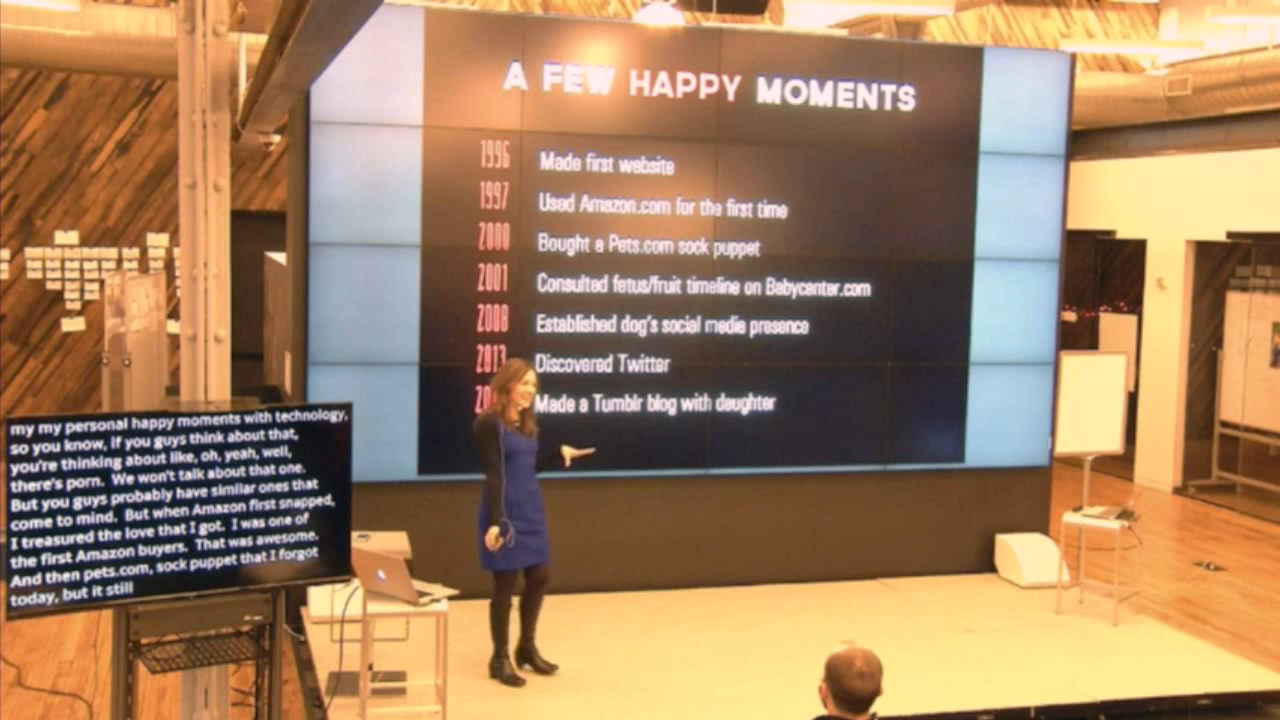 A FEW HAPPY MOMENTS
1996 Made first website
1997 Used Amazon.com for the first time
2000 Bought a Pets.com sock puppet
2001 Consulted fetus/fruit timeline on Babycenter.com
2008 Established dog's social media presence
2013 Discovered Twitter
Made a Tumblr blog with daughter
my my personal happy moments with technology,
so you know, if you guys think about that,
you're thinking about like, oh, yeah, well,
there's porn. We won't talk about that one.
But you guys probably have similar ones that
come to mind. But when Amazon first snapped,
I treasured the love that I got. I was one of
the first Amazon buyers. That was awesome.
And then pets.com, sock puppet that I forgot
today, but it still